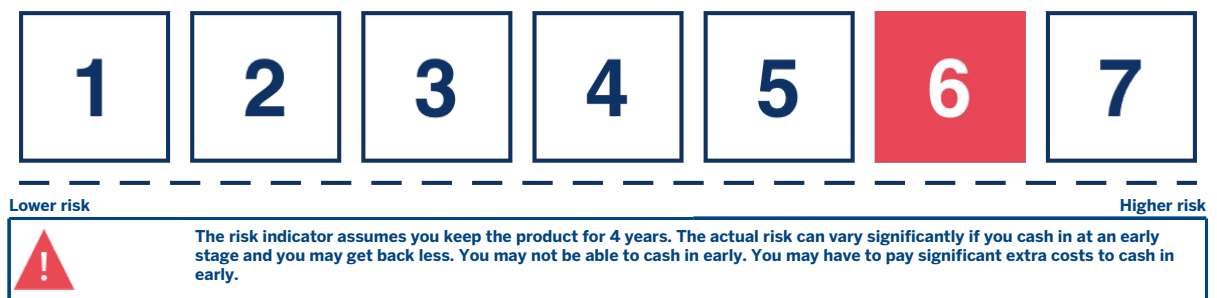 1 2 3 4 5 6 7
Lower risk Higher risk
!
The risk indicator assumes you keep the product for 4 years. The actual risk can vary significantly if you cash in at an early
stage and you may get back less. You may not be able to cash in early. You may have to pay significant extra costs to cash in
early.